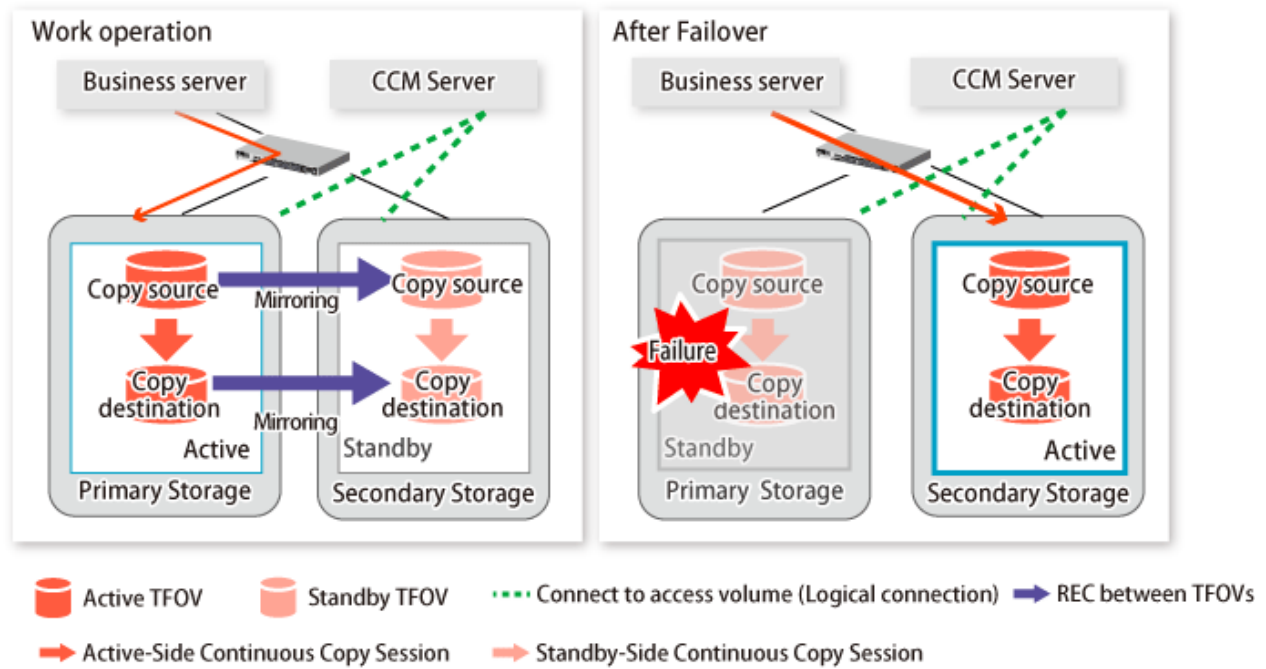 Work operation
Business server
CCM Server
Copy source
Mirroring
Copy source
Copy
destination
Mirroring
Copy
destination
Active
Standby
Primary Storage
Secondary Storage
After Failover
Business server
CCM Server
Copy source
Failure
Copy
destination
Standby
Primary Storage
Copy source
Copy
destination
Active
Secondary Storage
Active TFOV
Standby TFOV
Connect to access volume (Logical connection)
REC between TFOVs
Active-Side Continuous Copy Session
Standby-Side Continuous Copy Session